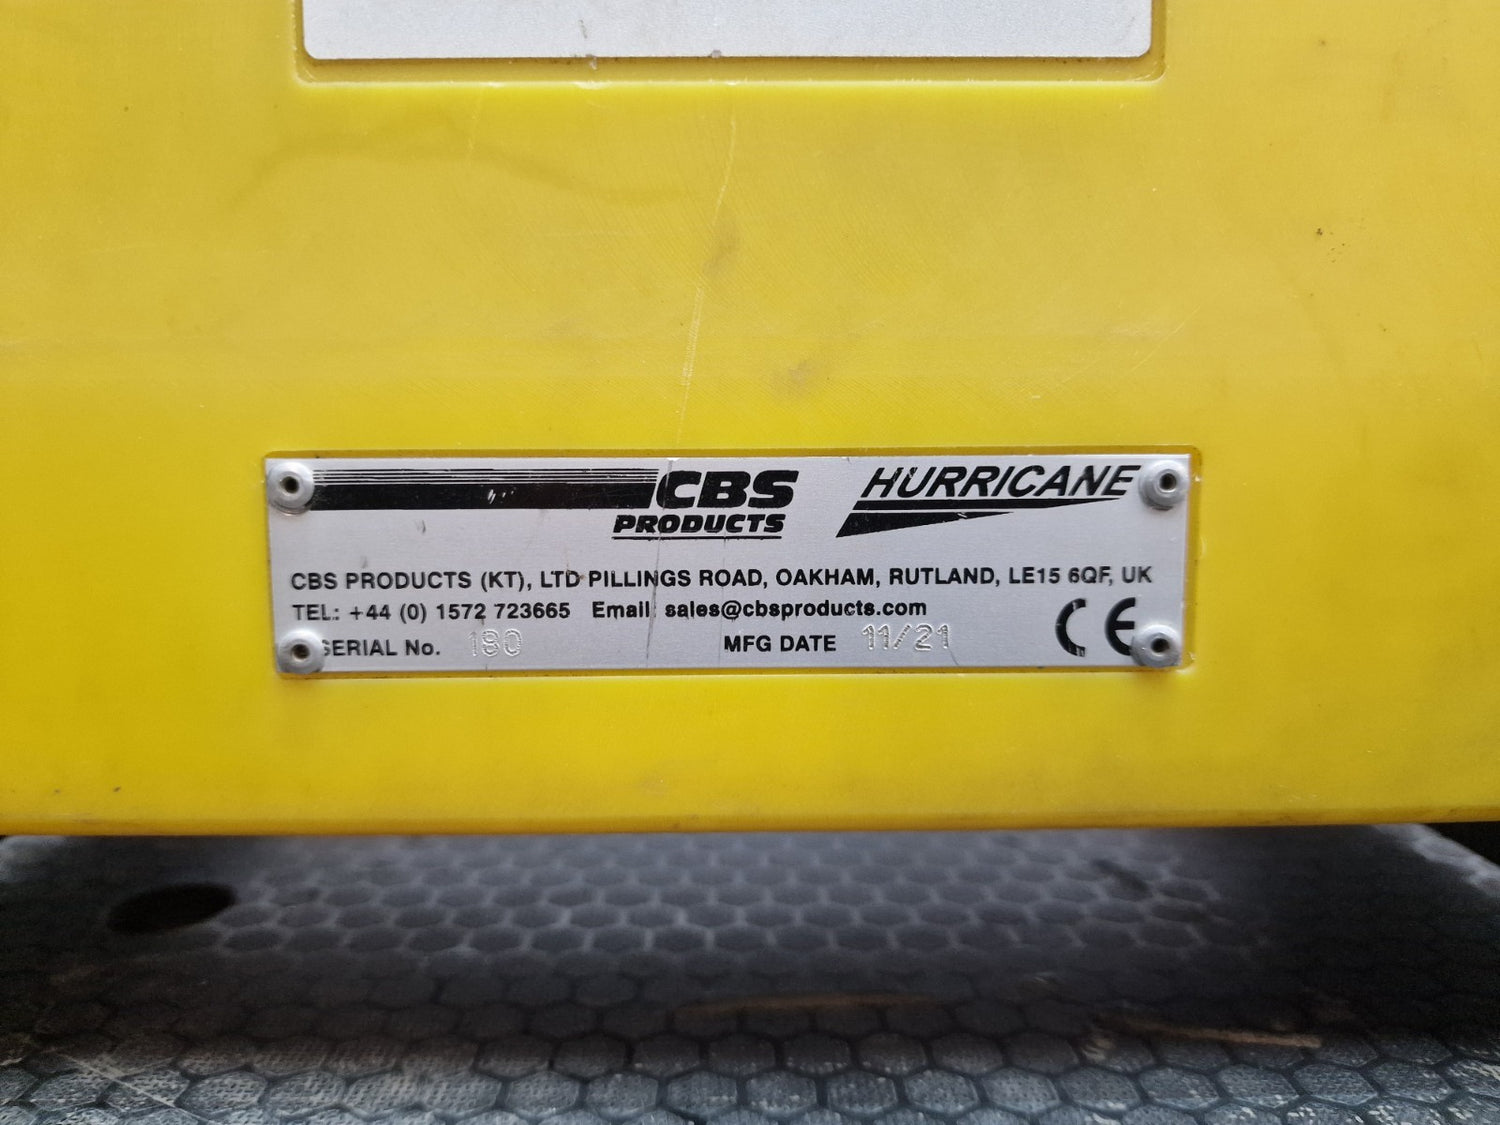 CBS HURRICANE
PRODUCTS
CBS PRODUCTS (KT), LTD PILLINGS ROAD, OAKHAM, RUTLAND, LE15 6QF, UK
TEL: +44 (0) 1572 723665 Email: sales@cbsproducts.com
SERIAL No. 180 MFG DATE 11/21 CE